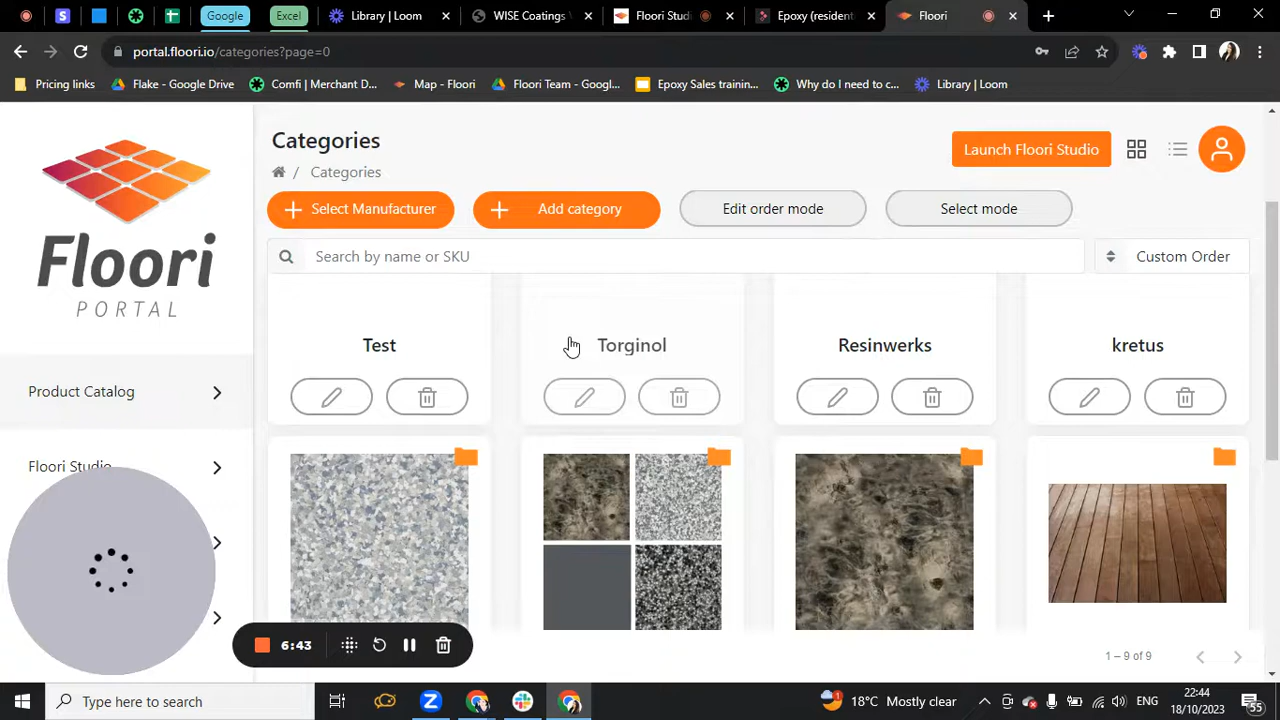 Google
Excel
Library | Loom
WISE Coatings
Floori Studi
Epoxy (resident
Floori
portal.floori.io/categories?page=0
Pricing links
Flake - Google Drive
Comfi | Merchant D...
Map - Floori
Floori Team - Googl...
Epoxy Sales trainin...
Why do I need to c...
Library | Loom
Floori
PORTAL
Categories
/ Categories
Launch Floori Studio
Select Manufacturer
Add category
Edit order mode
Select mode
Search by name or SKU
Custom Order
Product Catalog
Floori Studio
Test
Torginol
Resinwerks
kretus
6:43
1 – 9 of 9
Type here to search
18°C Mostly clear
ENG
22:44
18/10/2023
55